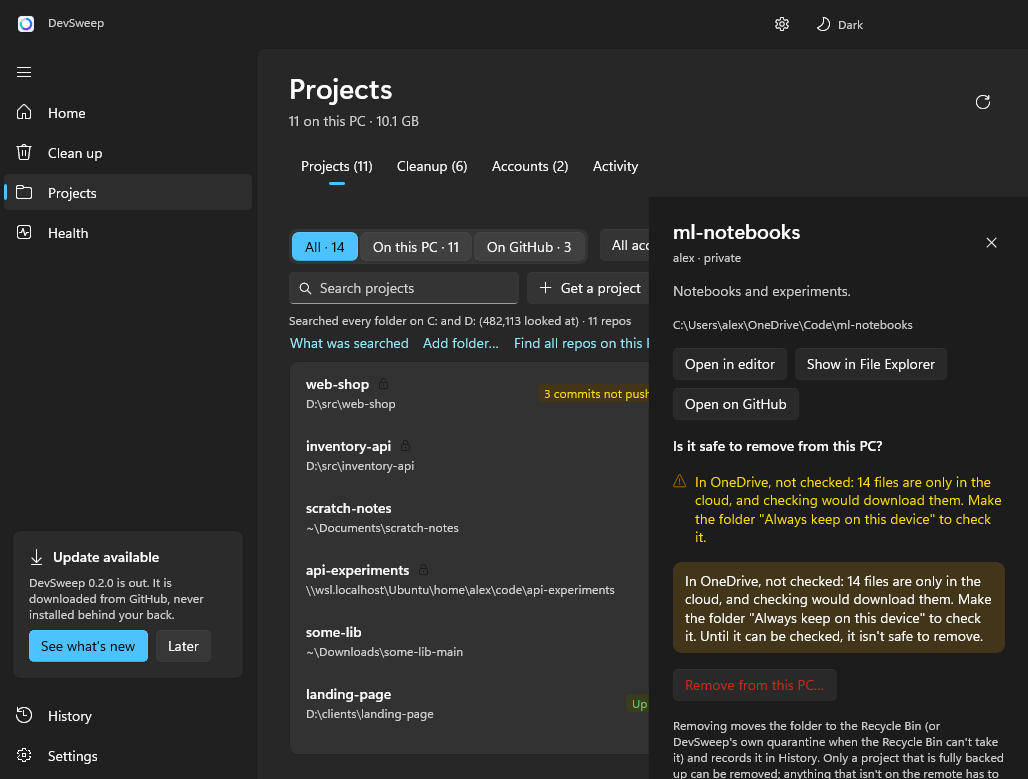 DevSweep
Dark
Home
Clean up
Projects
Health
Update available
DevSweep 0.2.0 is out. It is
downloaded from GitHub, never
installed behind your back.
See what's new
Later
History
Settings
Projects
11 on this PC · 10.1 GB
Projects (11)
Cleanup (6)
Accounts (2)
Activity
All · 14
On this PC · 11
On GitHub · 3
All acc
Search projects
Get a project
Searched every folder on C: and D: (482,113 looked at) · 11 repos
What was searched
Add folder...
Find all repos on this
web-shop
D:\src\web-shop
3 commits not push
inventory-api
D:\src\inventory-api
scratch-notes
~\Documents\scratch-notes
api-experiments
\\wsl.localhost\Ubuntu\home\alex\code\api-experiments
some-lib
~\Downloads\some-lib-main
landing-page
D:\clients\landing-page
Up
ml-notebooks
alex · private
Notebooks and experiments.
C:\Users\alex\OneDrive\Code\ml-notebooks
Open in editor
Show in File Explorer
Open on GitHub
Is it safe to remove from this PC?
In OneDrive, not checked: 14 files are only in the
cloud, and checking would download them. Make
the folder "Always keep on this device" to check
it.
In OneDrive, not checked: 14 files are only in the
cloud, and checking would download them. Make
the folder "Always keep on this device" to check
it. Until it can be checked, it isn't safe to remove.
Remove from this PC...
Removing moves the folder to the Recycle Bin (or
DevSweep's own quarantine when the Recycle Bin can't take
it) and records it in History. Only a project that is fully backed
up can be removed; anything that isn't on the remote has to